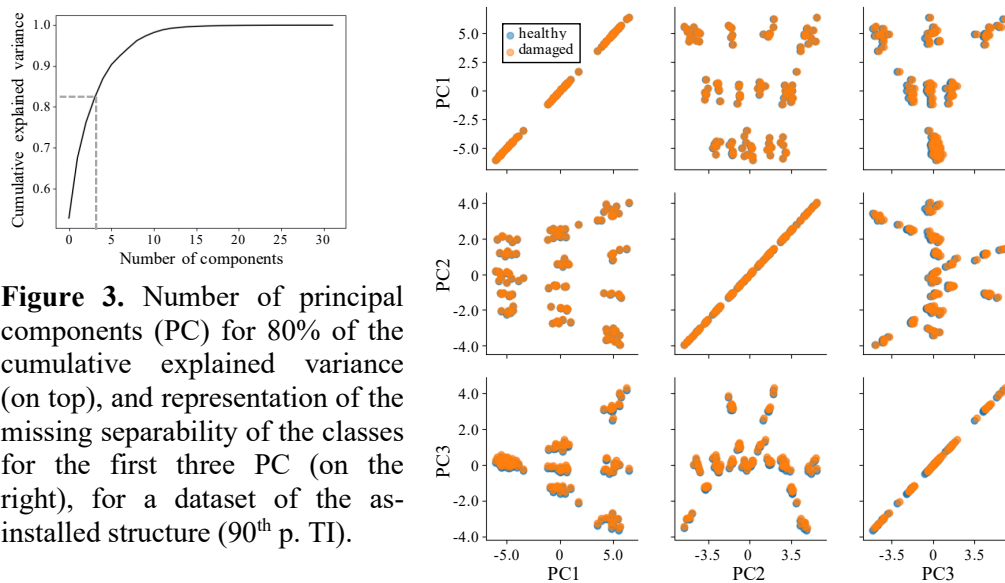 1.0
0.9
0.8
0.7
0.6
Cumulative explained variance
0 5 10 15 20 25 30
Number of components
Figure 3. Number of principal
components (PC) for 80% of the
cumulative explained variance
(on top), and representation of the
missing separability of the classes
for the first three PC (on the
right), for a dataset of the as-
installed structure (90th p. TI).
healthy
damaged
PC1
5.0
2.5
0
-2.5
-5.0
PC2
4.0
2.0
0
-2.0
-4.0
PC3
4.0
2.0
0
-2.0
-4.0
-5.0 0 5.0
PC1
-3.5 0 3.5
PC2
-3.5 0 3.5
PC3